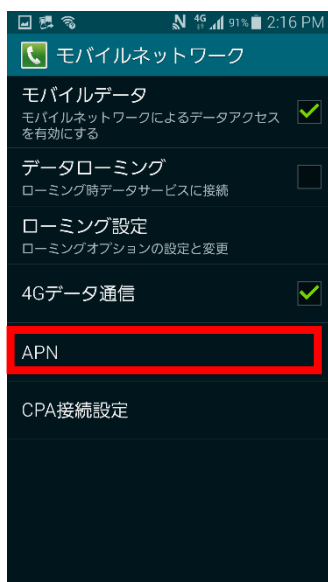 4G 91% 2:16 PM
モバイルネットワーク
モバイルデータ
モバイルネットワークによるデータアクセス
を有効にする
データローミング
ローミング時データサービスに接続
ローミング設定
ローミングオプションの設定と変更
4Gデータ通信
APN
CPA接続設定